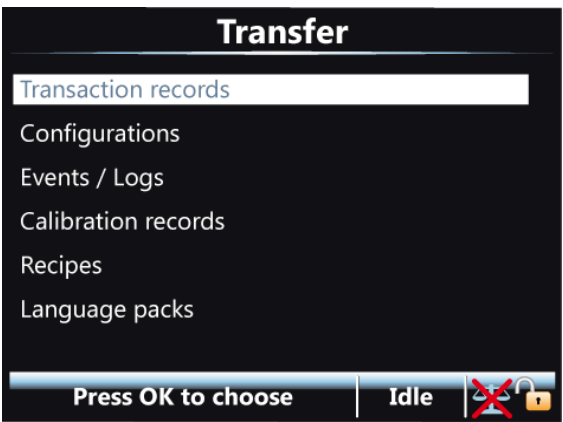 Transfer
Transaction records
Configurations
Events / Logs
Calibration records
Recipes
Language packs
Press OK to choose
Idle